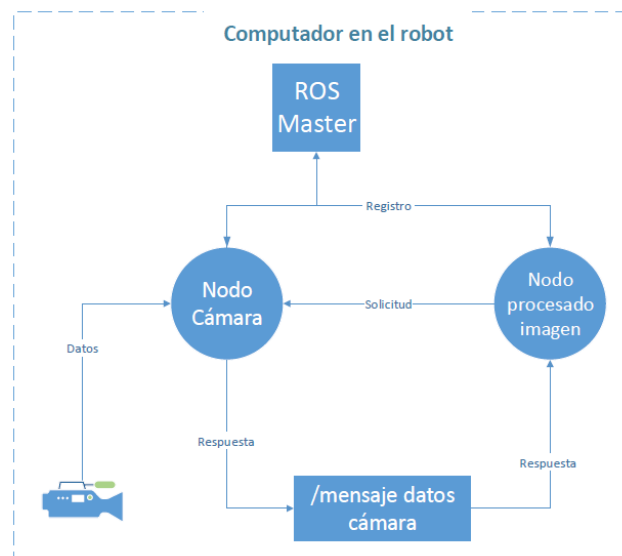 Computador en el robot
ROS
Master
Registro
Nodo
Cámara
Nodo
procesado
imagen
Solicitud
Datos
Respuesta
Respuesta
/mensaje datos
cámara